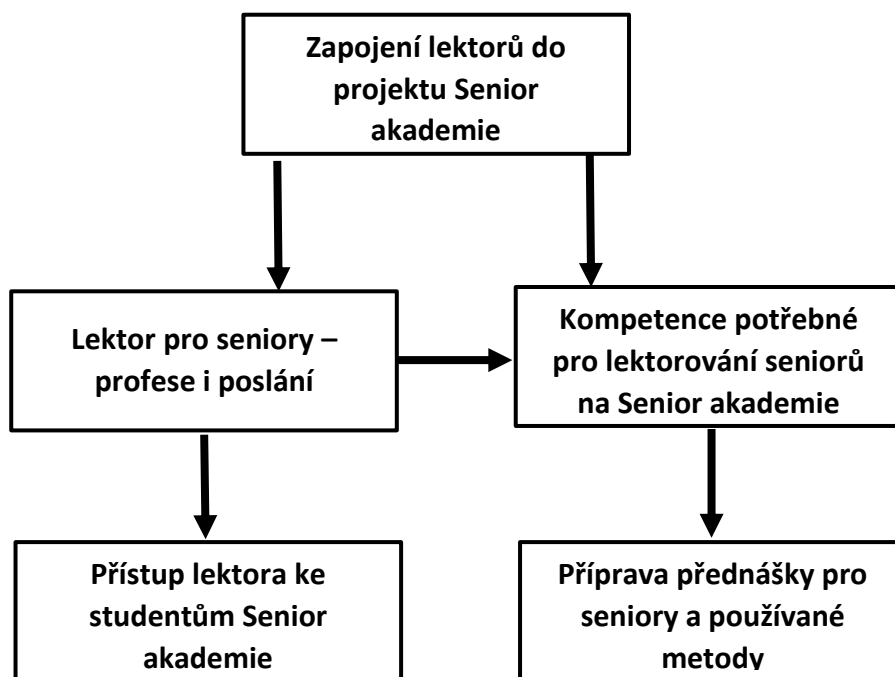 Zapojení lektorů do
projektu Senior
akademie
Lektor pro seniory –
profese i poslání
Kompetence potřebné
pro lektorování seniorů
na Senior akademie
Přístup lektora ke
studentům Senior
akademie
Příprava přednášky pro
seniory a používané
metody